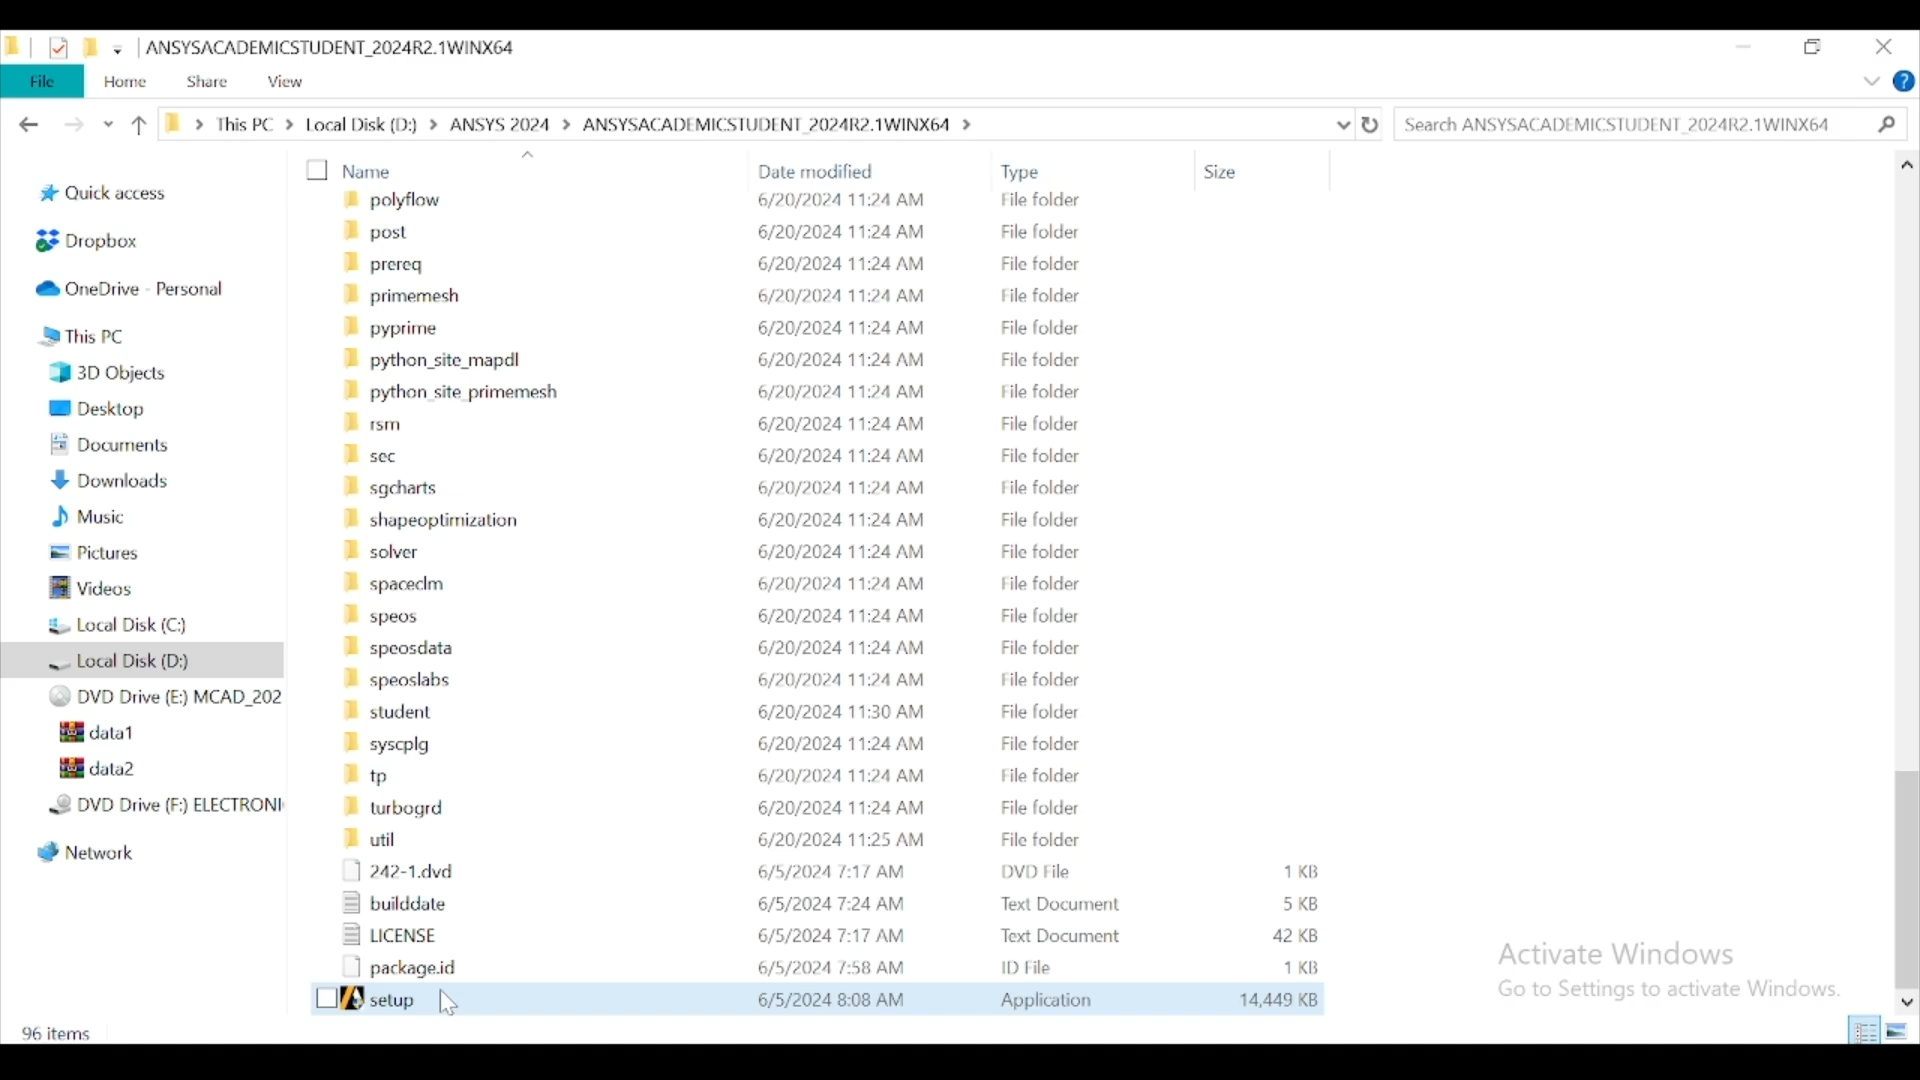 ANSYSACADEMICSTUDENT_2024R2.1WINX64
File Home Share View
This PC Local Disk (D:) ANSYS 2024 ANSYSACADEMICSTUDENT_2024R2.1WINX64 Search ANSYSACADEMICSTUDENT_2024R2.1WINX64
Quick access
Dropbox
OneDrive - Personal
This PC
3D Objects
Desktop
Documents
Downloads
Music
Pictures
Videos
Local Disk (C:)
Local Disk (D:)
DVD Drive (E:) MCAD_202
data1
data2
DVD Drive (F:) ELECTRONI
Network
Name Date modified Type Size
polyflow 6/20/2024 11:24 AM File folder
post 6/20/2024 11:24 AM File folder
prereq 6/20/2024 11:24 AM File folder
primemesh 6/20/2024 11:24 AM File folder
pyprime 6/20/2024 11:24 AM File folder
python_site_mapdl 6/20/2024 11:24 AM File folder
python_site_primemesh 6/20/2024 11:24 AM File folder
rsm 6/20/2024 11:24 AM File folder
sec 6/20/2024 11:24 AM File folder
sgcharts 6/20/2024 11:24 AM File folder
shapeoptimization 6/20/2024 11:24 AM File folder
solver 6/20/2024 11:24 AM File folder
spaceclm 6/20/2024 11:24 AM File folder
speos 6/20/2024 11:24 AM File folder
speosdata 6/20/2024 11:24 AM File folder
speoslabs 6/20/2024 11:24 AM File folder
student 6/20/2024 11:30 AM File folder
syscplg 6/20/2024 11:24 AM File folder
tp 6/20/2024 11:24 AM File folder
turbogrd 6/20/2024 11:24 AM File folder
util 6/20/2024 11:25 AM File folder
242-1.dvd 6/5/2024 7:17 AM DVD File 1 KB
builddate 6/5/2024 7:24 AM Text Document 5 KB
LICENSE 6/5/2024 7:17 AM Text Document 42 KB
package.id 6/5/2024 7:58 AM ID File 1 KB
setup 6/5/2024 8:08 AM Application 14,449 KB
Activate Windows
Go to Settings to activate Windows.
96 items